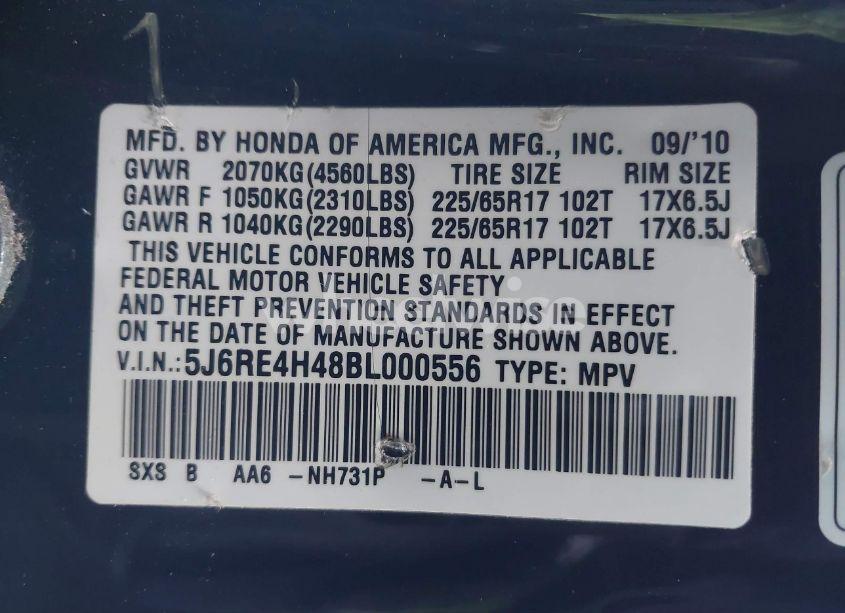 MFD. BY HONDA OF AMERICA MFG., INC. 09/'10
GVWR 2070KG(4560LBS) TIRE SIZE RIM SIZE
GAWR F 1050KG(2310LBS) 225/65R17 102T 17X6.5J
GAWR R 1040KG(2290LBS) 225/65R17 102T 17X6.5J
THIS VEHICLE CONFORMS TO ALL APPLICABLE
FEDERAL MOTOR VEHICLE SAFETY
AND THEFT PREVENTION STANDARDS IN EFFECT
ON THE DATE OF MANUFACTURE SHOWN ABOVE.
V.I.N.:5J6RE4H48BL000556 TYPE: MPV
SXS B AA6 -NH731P -A-L